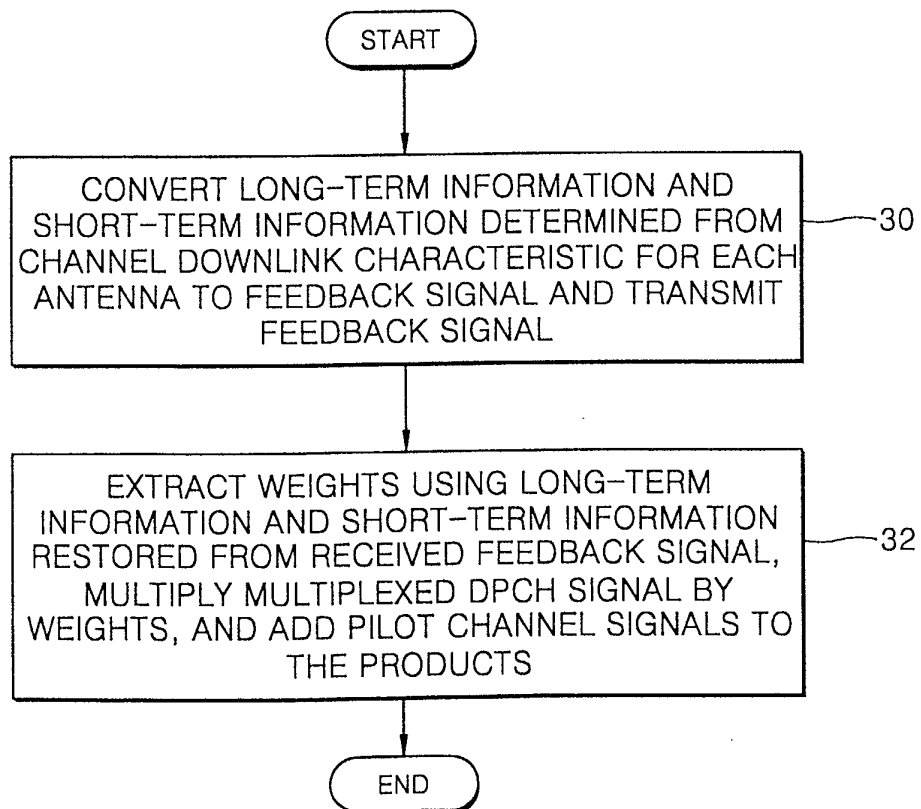 START
CONVERT LONG-TERM INFORMATION AND
SHORT-TERM INFORMATION DETERMINED FROM
CHANNEL DOWNLINK CHARACTERISTIC FOR EACH
ANTENNA TO FEEDBACK SIGNAL AND TRANSMIT
FEEDBACK SIGNAL
30
EXTRACT WEIGHTS USING LONG-TERM
INFORMATION AND SHORT-TERM INFORMATION
RESTORED FROM RECEIVED FEEDBACK SIGNAL,
MULTIPLY MULTIPLEXED DPCH SIGNAL BY
WEIGHTS, AND ADD PILOT CHANNEL SIGNALS TO
THE PRODUCTS
32
END